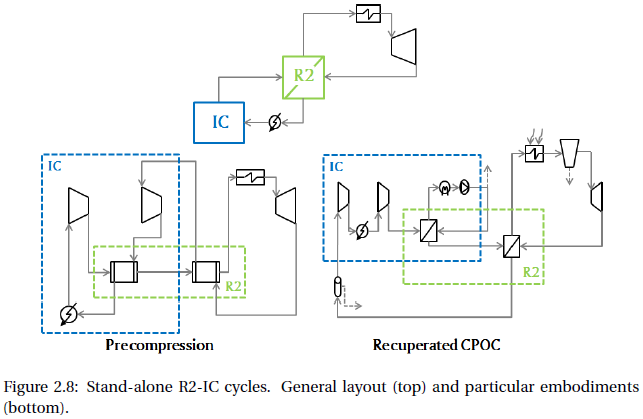 R2
IC
IC
R2
Precompression
IC
M
R2
Recuperated CPOC
Figure 2.8: Stand-alone R2-IC cycles. General layout (top) and particular embodiments
(bottom).